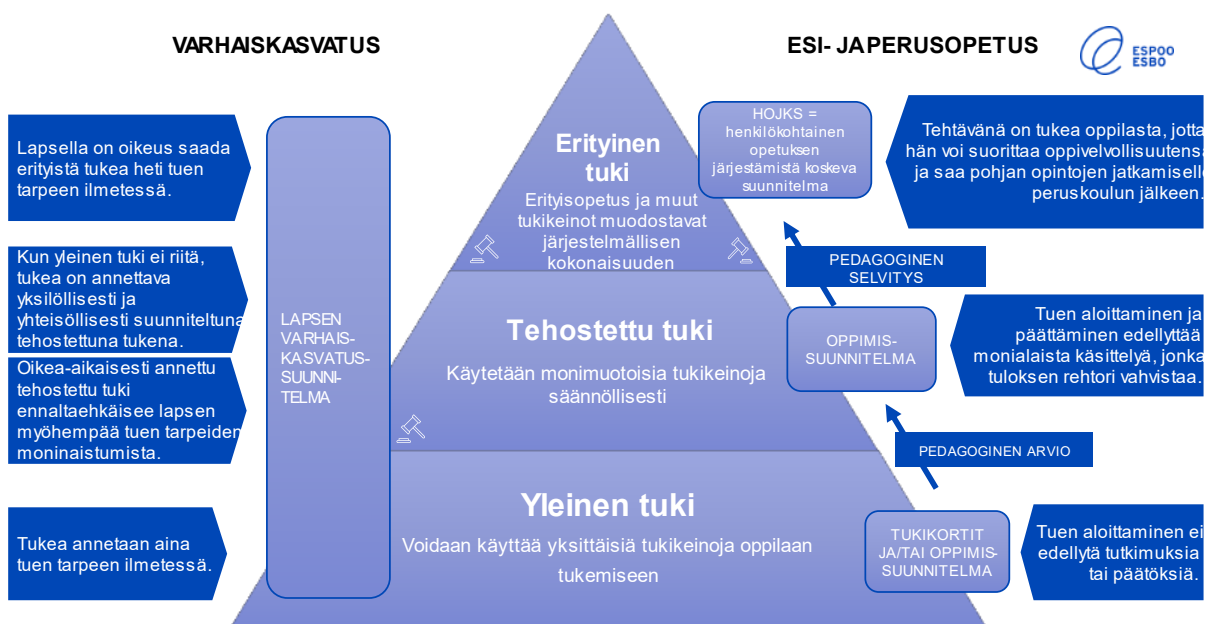 VARHAISKASVATUS
ESI- JA PERUSOPETUS
ESPOO
ESBO
Lapsella on oikeus saada
erityistä tukea heti tuen
tarpeen ilmetessä.
Kun yleinen tuki ei riitä,
tukea on annettava
yksilöllisesti ja
yhteisöllisesti suunniteltuna
tehostettuna tukena.
Oikea-aikaisesti annettu
tehostettu tuki
ennaltaehkäisee lapsen
myöhempää tuen tarpeiden
moninaistumista.
Tukea annetaan aina
tuen tarpeen ilmetessä.
LAPSEN
VARHAIS-
KASVATUS-
SUUNNI-
TELMA
Erityinen
tuki
Erityisopetus ja muut
tukikeinot muodostavat
järjestelmällisen
kokonaisuuden
Tehostettu tuki
Käytetään monimuotoisia tukikeinoja
säännöllisesti
Yleinen tuki
Voidaan käyttää yksittäisiä tukikeinoja oppilaan
tukemiseen
HOJKS =
henkilökohtainen
opetuksen
järjestämistä koskeva
suunnitelma
PEDAGOGINEN
SELVITYS
OPPIMIS-
SUUNNITELMA
PEDAGOGINEN ARVIO
TUKIKORTIT
JA/TAI OPPIMIS-
SUUNNITELMA
Tehtävänä on tukea oppilasta, jotta
hän voi suorittaa oppivelvollisuutens
ja saa pohjan opintojen jatkamisell
peruskoulun jälkeen.
Tuen aloittaminen ja
päättäminen edellyttää
monialaista käsittelyä, jonka
tuloksen rehtori vahvistaa.
Tuen aloittaminen ei
edellytä tutkimuksia
tai päätöksiä.